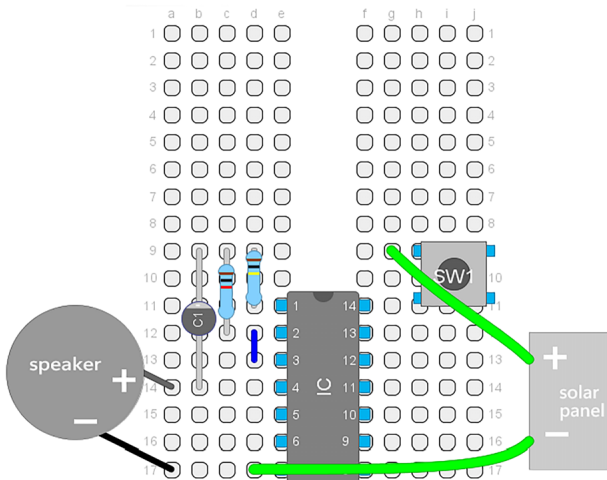 a b c d e f g h i j
1 1
2 2
3 3
4 4
5 5
6 6
7 7
8 8
9 9
10 SW1
11 1 14 11
C1
12 2 13 12
13 3 12 13
speaker
+ +
IC
14 4 11
solar
panel
15 5 10 15
− −
16 6 9 16
17 17